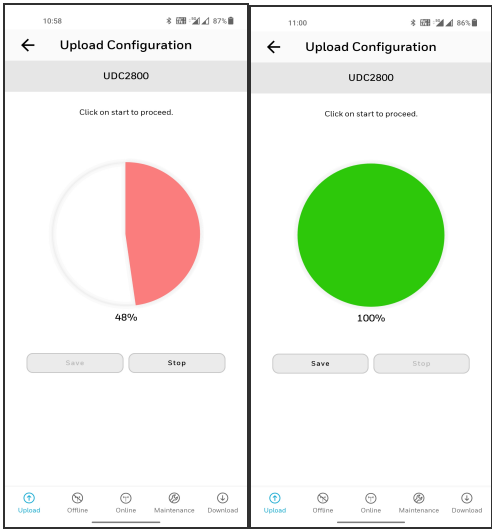 10:58 87%
Upload Configuration
UDC2800
Click on start to proceed.
48%
Save Stop
Upload Offline Online Maintenance Download
11:00 86%
Upload Configuration
UDC2800
Click on start to proceed.
100%
Save Stop
Upload Offline Online Maintenance Download